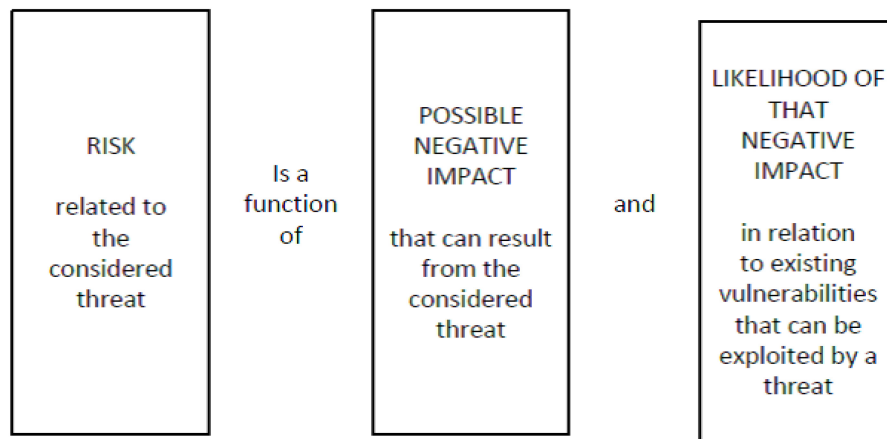 RISK
related to
the
considered
threat
Is a
function
of
POSSIBLE
NEGATIVE
IMPACT
that can result
from the
considered
threat
and
LIKELIHOOD OF
THAT
NEGATIVE
IMPACT
in relation
to existing
vulnerabilities
that can be
exploited by a
threat